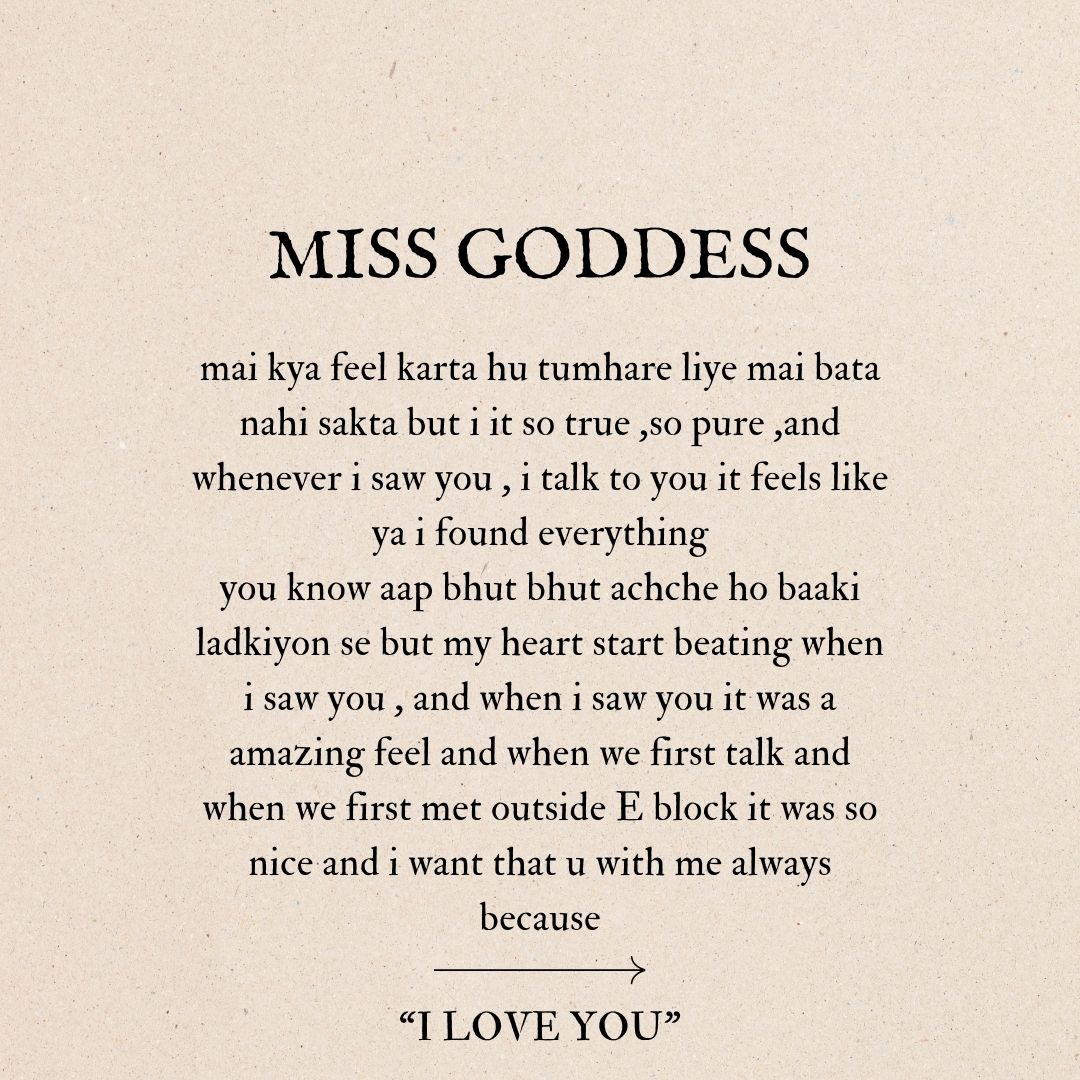 MISS GODDESS
mai kya feel karta hu tumhare liye mai bata
nahi sakta but i it so true ,so pure ,and
whenever i saw you , i talk to you it feels like
ya i found everything
you know aap bhut bhut achche ho baaki
ladkiyon se but my heart start beating when
i saw you , and when i saw you it was a
amazing feel and when we first talk and
when we first met outside E block it was so
nice and i want that u with me always
because
“I LOVE YOU”